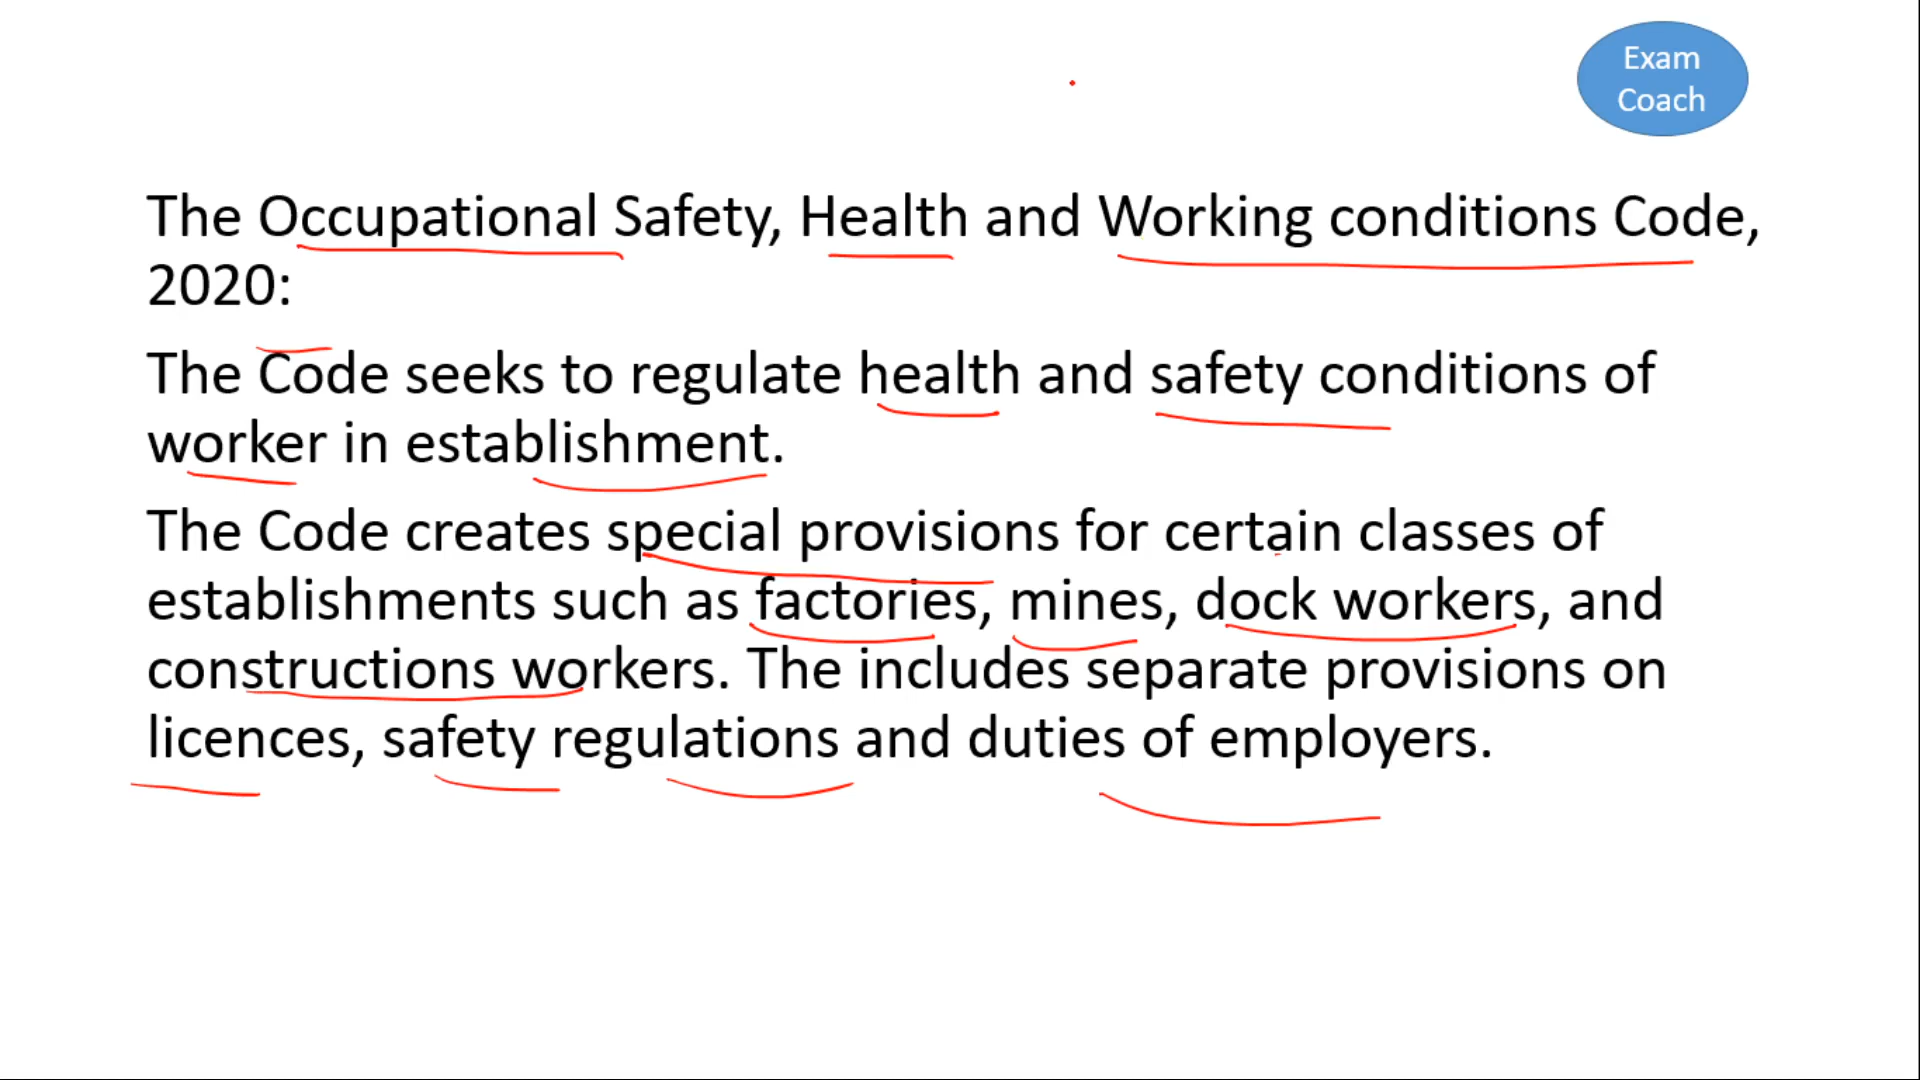 Exam
Coach
The Occupational Safety, Health and Working conditions Code,
2020:
The Code seeks to regulate health and safety conditions of
worker in establishment.
The Code creates special provisions for certain classes of
establishments such as factories, mines, dock workers, and
constructions workers. The includes separate provisions on
licences, safety regulations and duties of employers.